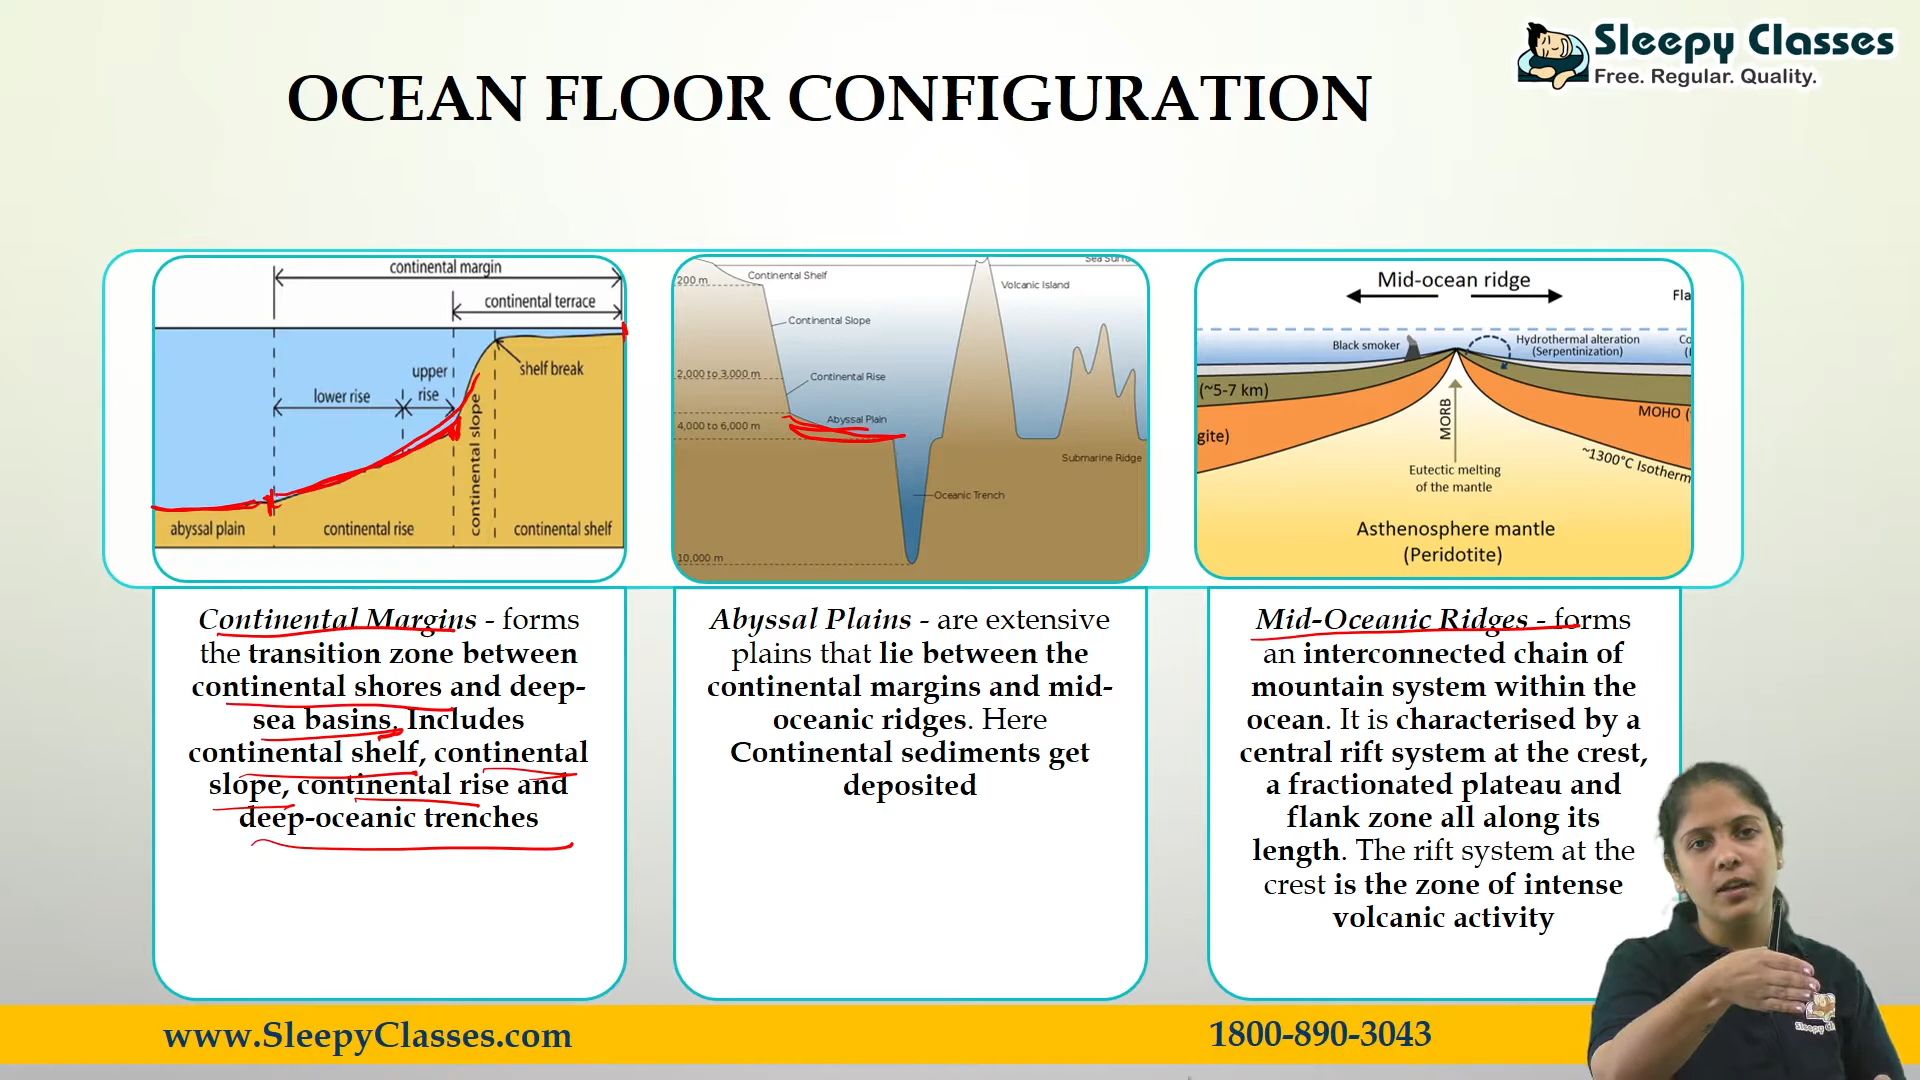 Sleepy Classes
Free. Regular. Quality.
OCEAN FLOOR CONFIGURATION
continental margin
continental terrace
shelf break
upper
rise
lower rise
continental slope
abyssal plain
continental rise
continental shelf
Sea Surfa
200 m
Continental Shelf
Volcanic Island
Continental Slope
2,000 to 3,000 m
Continental Rise
Abyssal Plain
4,000 to 6,000 m
Submarine Ridge
Oceanic Trench
10,000 m
Mid-ocean ridge
Fla
Black smoker
Hydrothermal alteration
(Serpentinization)
Co
(~5-7 km)
MORB
MOHO (
gite)
~1300°C Isotherm
Eutectic melting
of the mantle
Asthenosphere mantle
(Peridotite)
Continental Margins - forms
the transition zone between
continental shores and deep-
sea basins. Includes
continental shelf, continental
slope, continental rise and
deep-oceanic trenches
Abyssal Plains - are extensive
plains that lie between the
continental margins and mid-
oceanic ridges. Here
Continental sediments get
deposited
Mid-Oceanic Ridges - forms
an interconnected chain of
mountain system within the
ocean. It is characterised by a
central rift system at the crest,
a fractionated plateau and
flank zone all along its
length. The rift system at the
crest is the zone of intense
volcanic activity
www.SleepyClasses.com
1800-890-3043